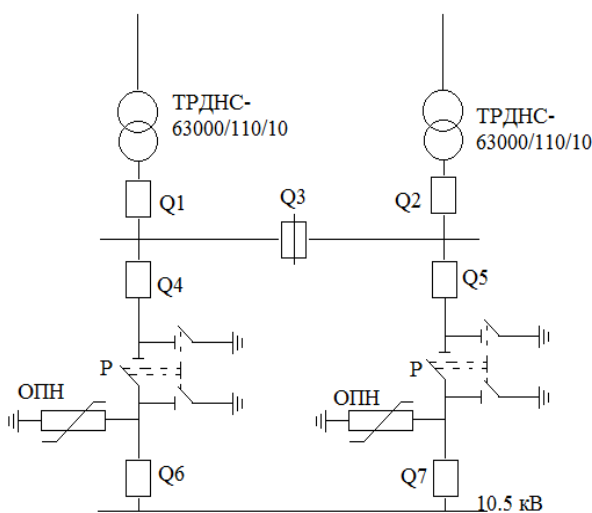 ТРДНС-
63000/110/10
ТРДНС-
63000/110/10
Q1
Q3
Q2
Q4
Q5
Р
Р
ОПН
ОПН
Q6
Q7
10.5 кВ